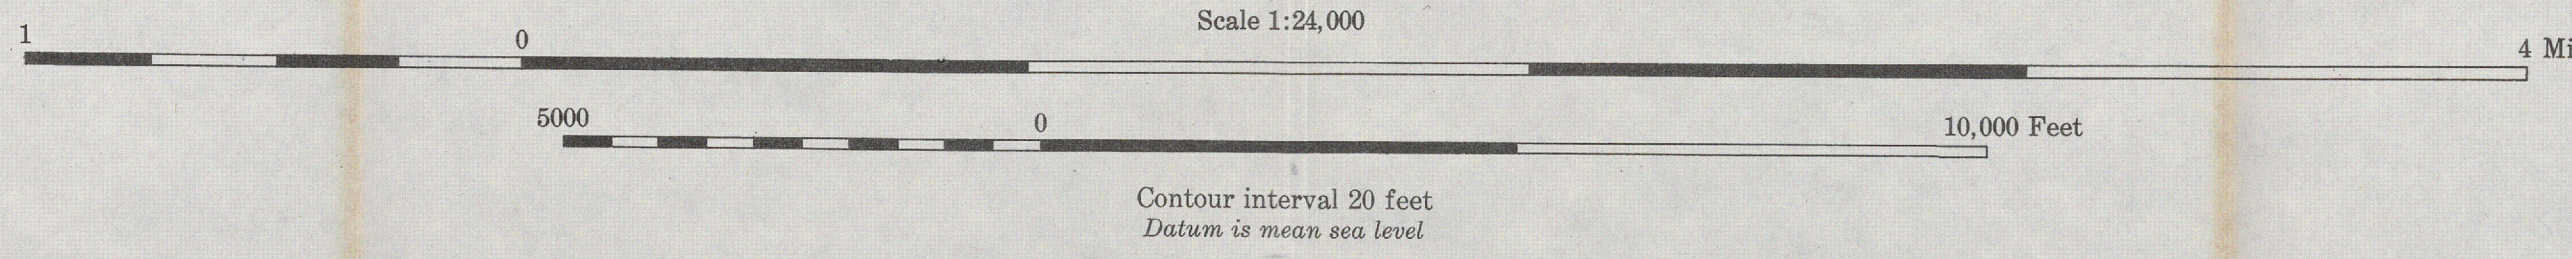 Scale 1:24,000
1 0 4 Mi
5000 0 10,000 Feet
Contour interval 20 feet
Datum is mean sea level